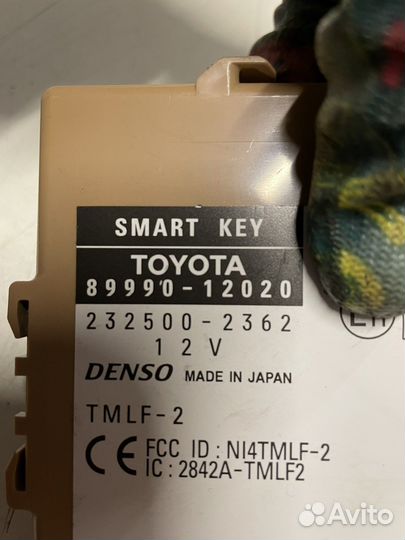 SMART KEY
TOYOTA
89990-12020
232500-2362
12V
DENSO MADE IN JAPAN
TMLF-2
CE FCC ID : NI4TMLF-2
IC : 2842A-TMLF2
Avito